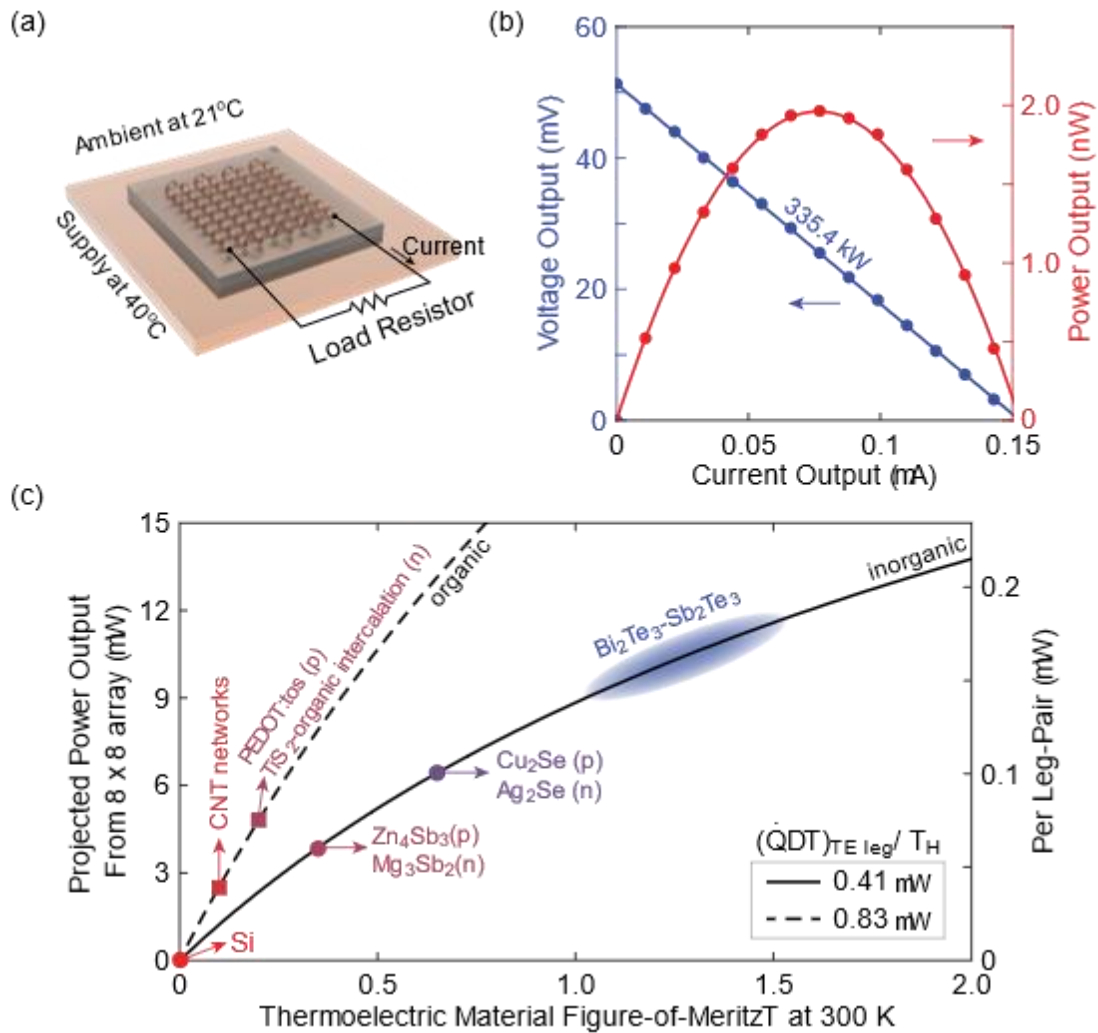 (a)
Ambient at 21°C
Supply at 40°C
Current
Load Resistor
(b)
Voltage Output (mV)
60
40
20
0
335.4 kW
2.0
1.0
0
Power Output (nW)
0
0.05
0.1
0.15
Current Output (mA)
(c)
Projected Power Output
From 8 x 8 array (mW)
15
12
9
6
3
0
CNT networks
PEDOT:tos (p)
TiS₂-organic intercalation (n)
organic
inorganic
Bi₂Te₃-Sb₂Te₃
Cu₂Se (p)
Ag₂Se (n)
Zn₄Sb₃(p)
Mg₃Sb₂(n)
Si
(Q̇DT)TE leg/ TH
0.41 mW
0.83 mW
0.2
0.1
0
Per Leg-Pair (mW)
0
0.5
1.0
1.5
2.0
Thermoelectric Material Figure-of-MeritzT at 300 K